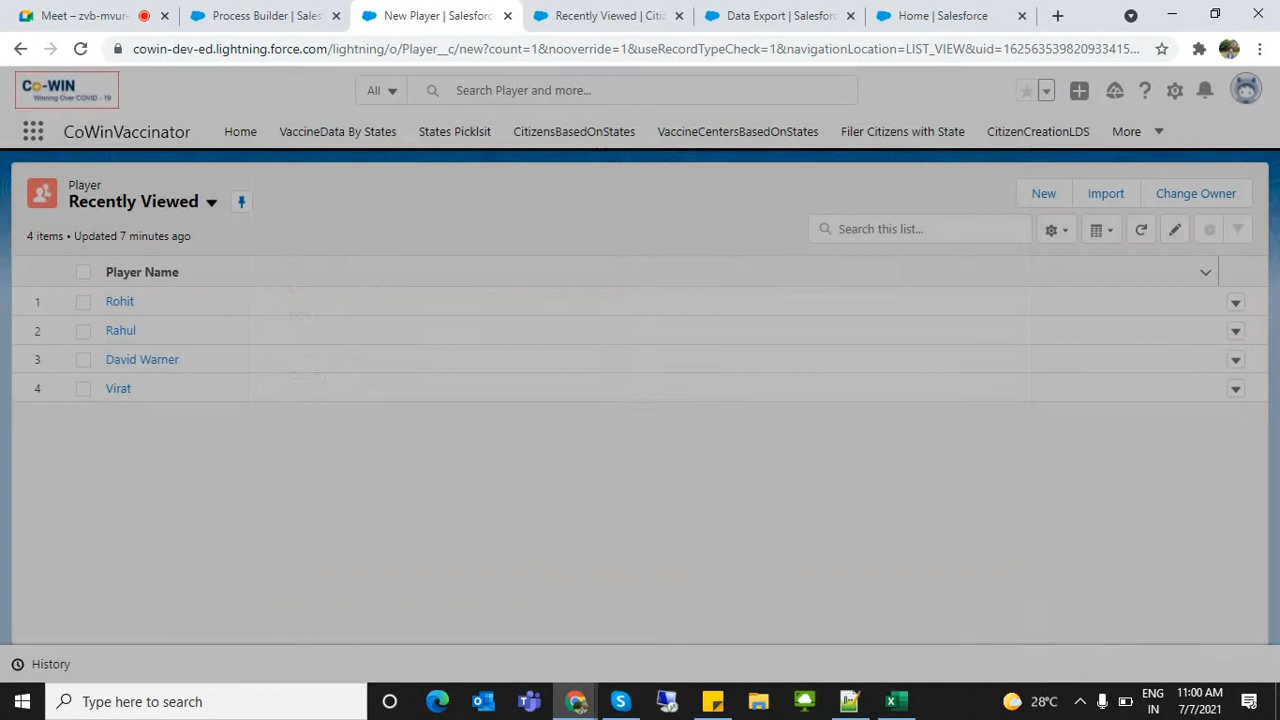 Meet – zvb-mvure
Process Builder | Sales
New Player | Salesforc
Recently Viewed | Citiz
Data Export | Salesforc
Home | Salesforce
cowin-dev-ed.lightning.force.com/lightning/o/Player__c/new?count=1&nooverride=1&useRecordTypeCheck=1&navigationLocation=LIST_VIEW&uid=162563539820933415...
Co-WIN
Winning Over COVID - 19
All
Search Player and more...
CoWinVaccinator
Home
VaccineData By States
States PickIsit
CitizensBasedOnStates
VaccineCentersBasedOnStates
Filer Citizens with State
CitizenCreationLDS
More
Player
Recently Viewed
New
Import
Change Owner
4 items • Updated 7 minutes ago
Search this list...
Player Name
1 Rohit
2 Rahul
3 David Warner
4 Virat
Country
History
Type here to search
28°C
ENG
IN
11:00 AM
7/7/2021